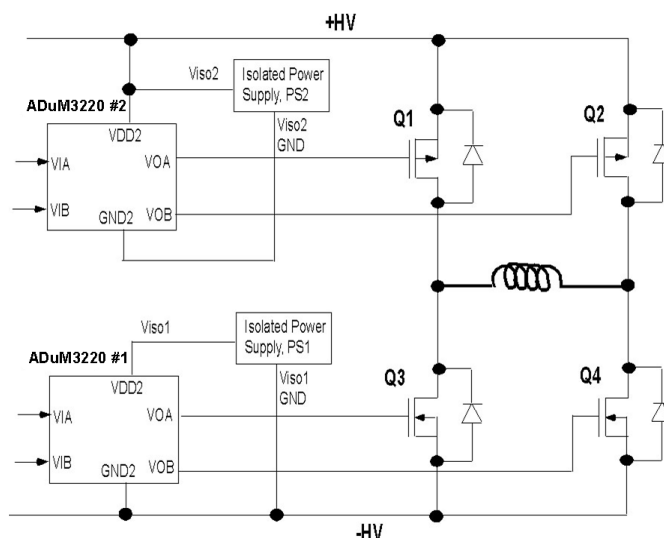 +HV
Viso2
Isolated Power
Supply, PS2
ADuM3220 #2
VDD2
Viso2
GND
Q1
Q2
VOA
VIA
VIB
VOB
GND2
Viso1
Isolated Power
Supply, PS1
ADuM3220 #1
VDD2
Viso1
GND
Q3
Q4
VOA
VIA
VIB
VOB
GND2
-HV